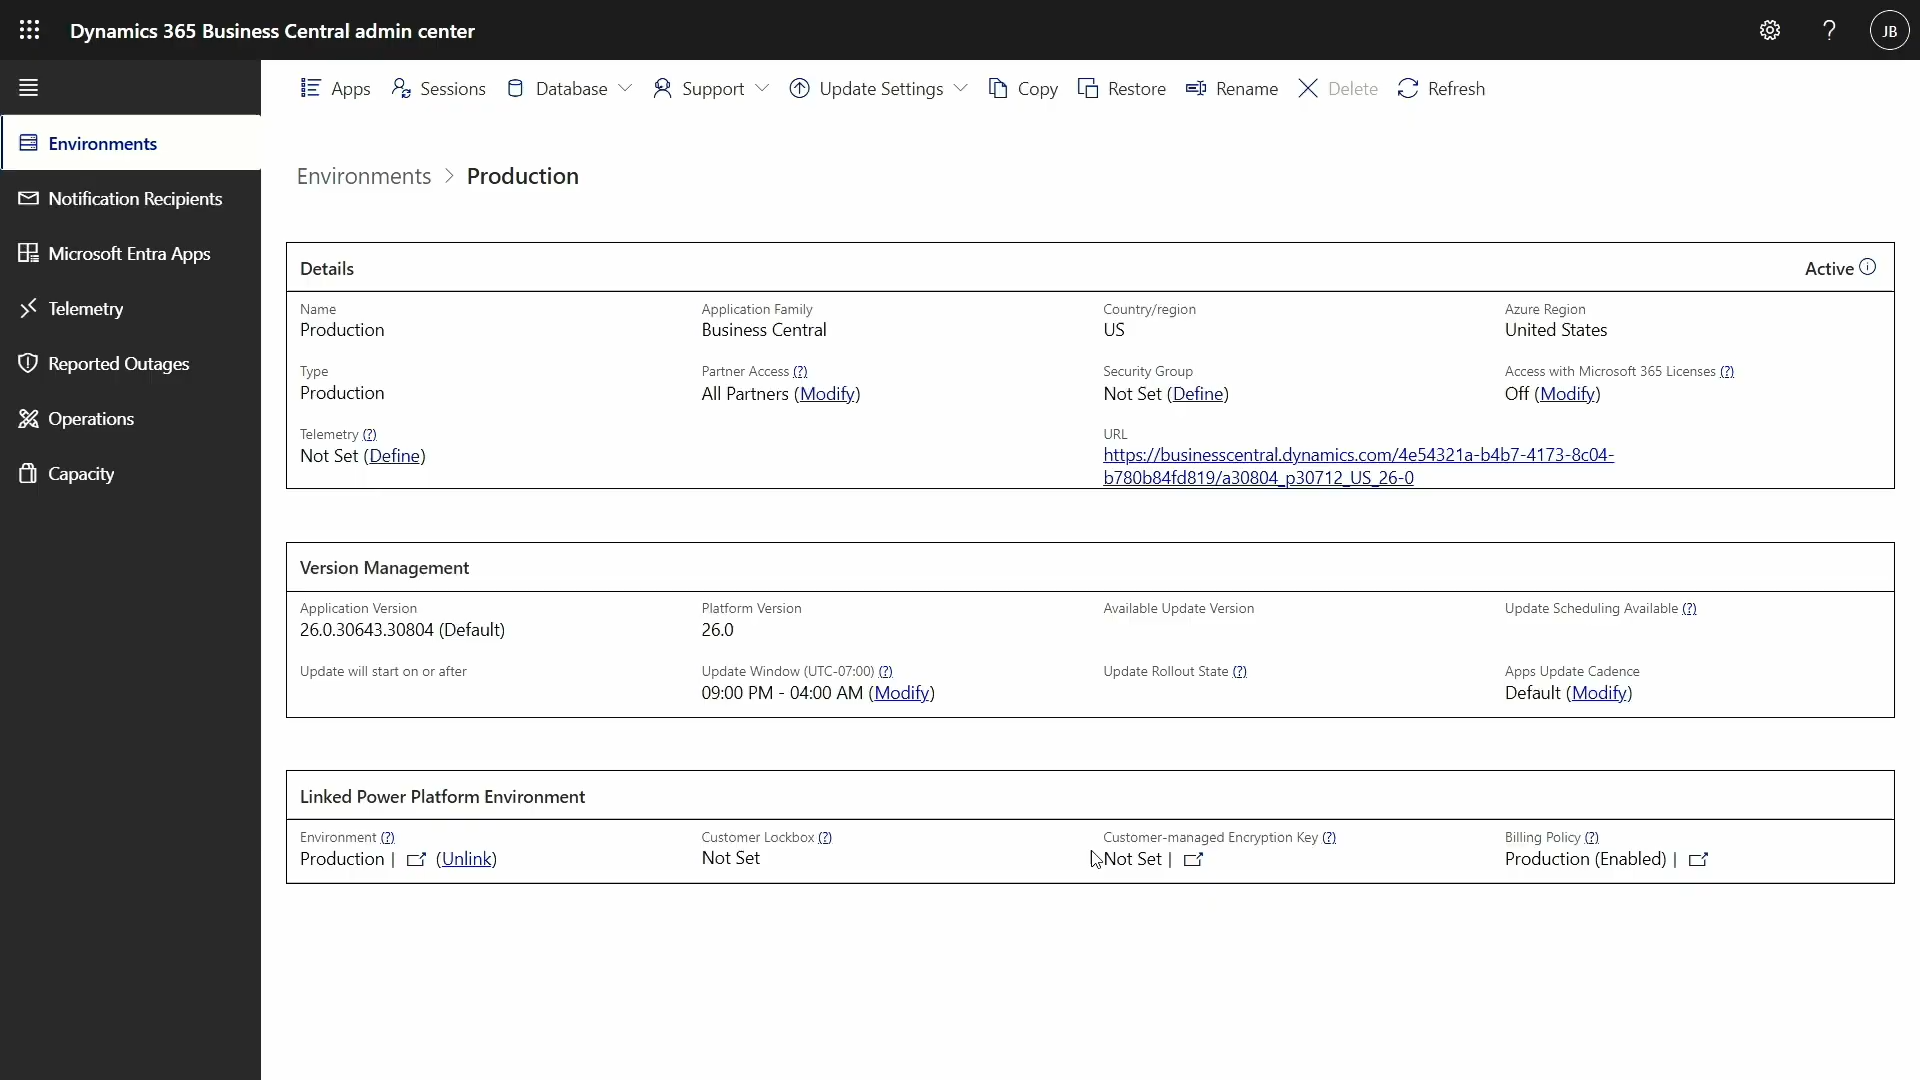 Dynamics 365 Business Central admin center
JB
Apps
Sessions
Database
Support
Update Settings
Copy
Restore
Rename
Delete
Refresh
Environments
Notification Recipients
Microsoft Entra Apps
Telemetry
Reported Outages
Operations
Capacity
Environments > Production
Details
Active
Name
Production
Application Family
Business Central
Country/region
US
Azure Region
United States
Type
Production
Partner Access (?)
All Partners (Modify)
Security Group
Not Set (Define)
Access with Microsoft 365 Licenses (?)
Off (Modify)
Telemetry (?)
Not Set (Define)
URL
https://businesscentral.dynamics.com/4e54321a-b4b7-4173-8c04-
b780b84fd819/a30804_p30712_US_26-0
Version Management
Application Version
26.0.30643.30804 (Default)
Platform Version
26.0
Available Update Version
Update Scheduling Available (?)
Update will start on or after
Update Window (UTC-07:00) (?)
09:00 PM - 04:00 AM (Modify)
Update Rollout State (?)
Apps Update Cadence
Default (Modify)
Linked Power Platform Environment
Environment (?)
Production | (Unlink)
Customer Lockbox (?)
Not Set
Customer-managed Encryption Key (?)
Not Set |
Billing Policy (?)
Production (Enabled) |